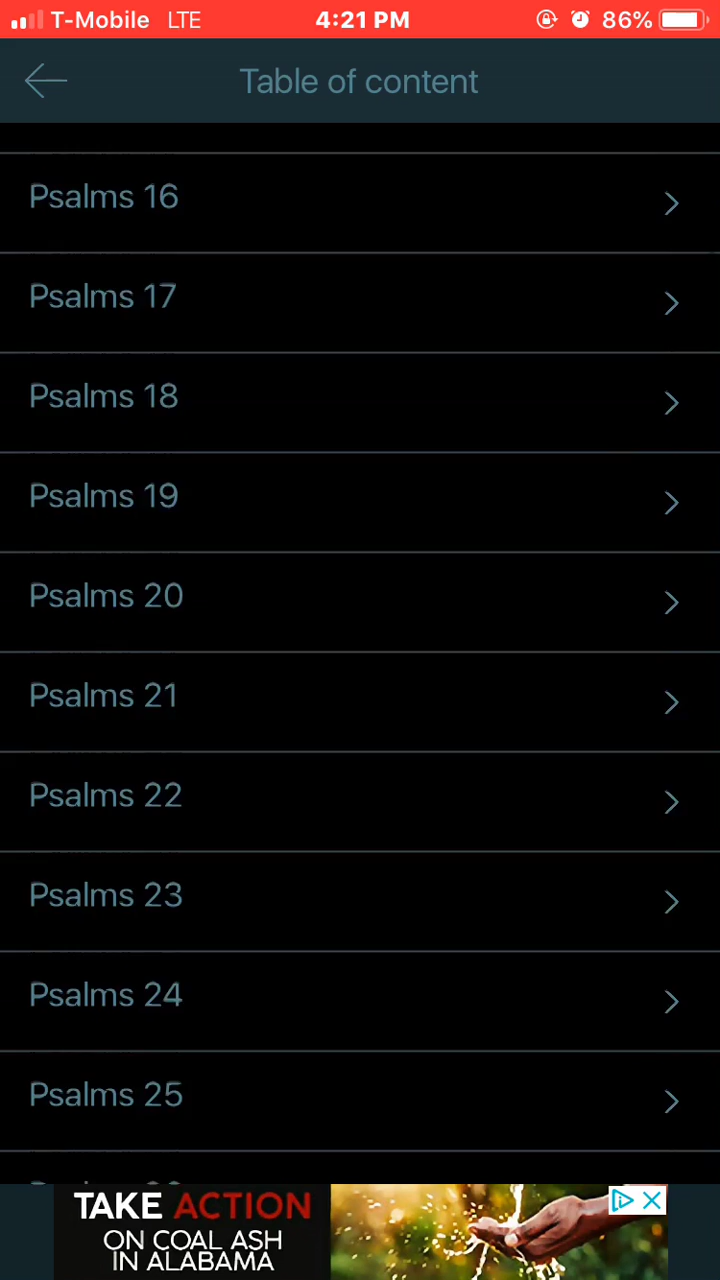 T-Mobile LTE 4:21 PM 86%
Table of content
Psalms 16
Psalms 17
Psalms 18
Psalms 19
Psalms 20
Psalms 21
Psalms 22
Psalms 23
Psalms 24
Psalms 25
TAKE ACTION
ON COAL ASH
IN ALABAMA